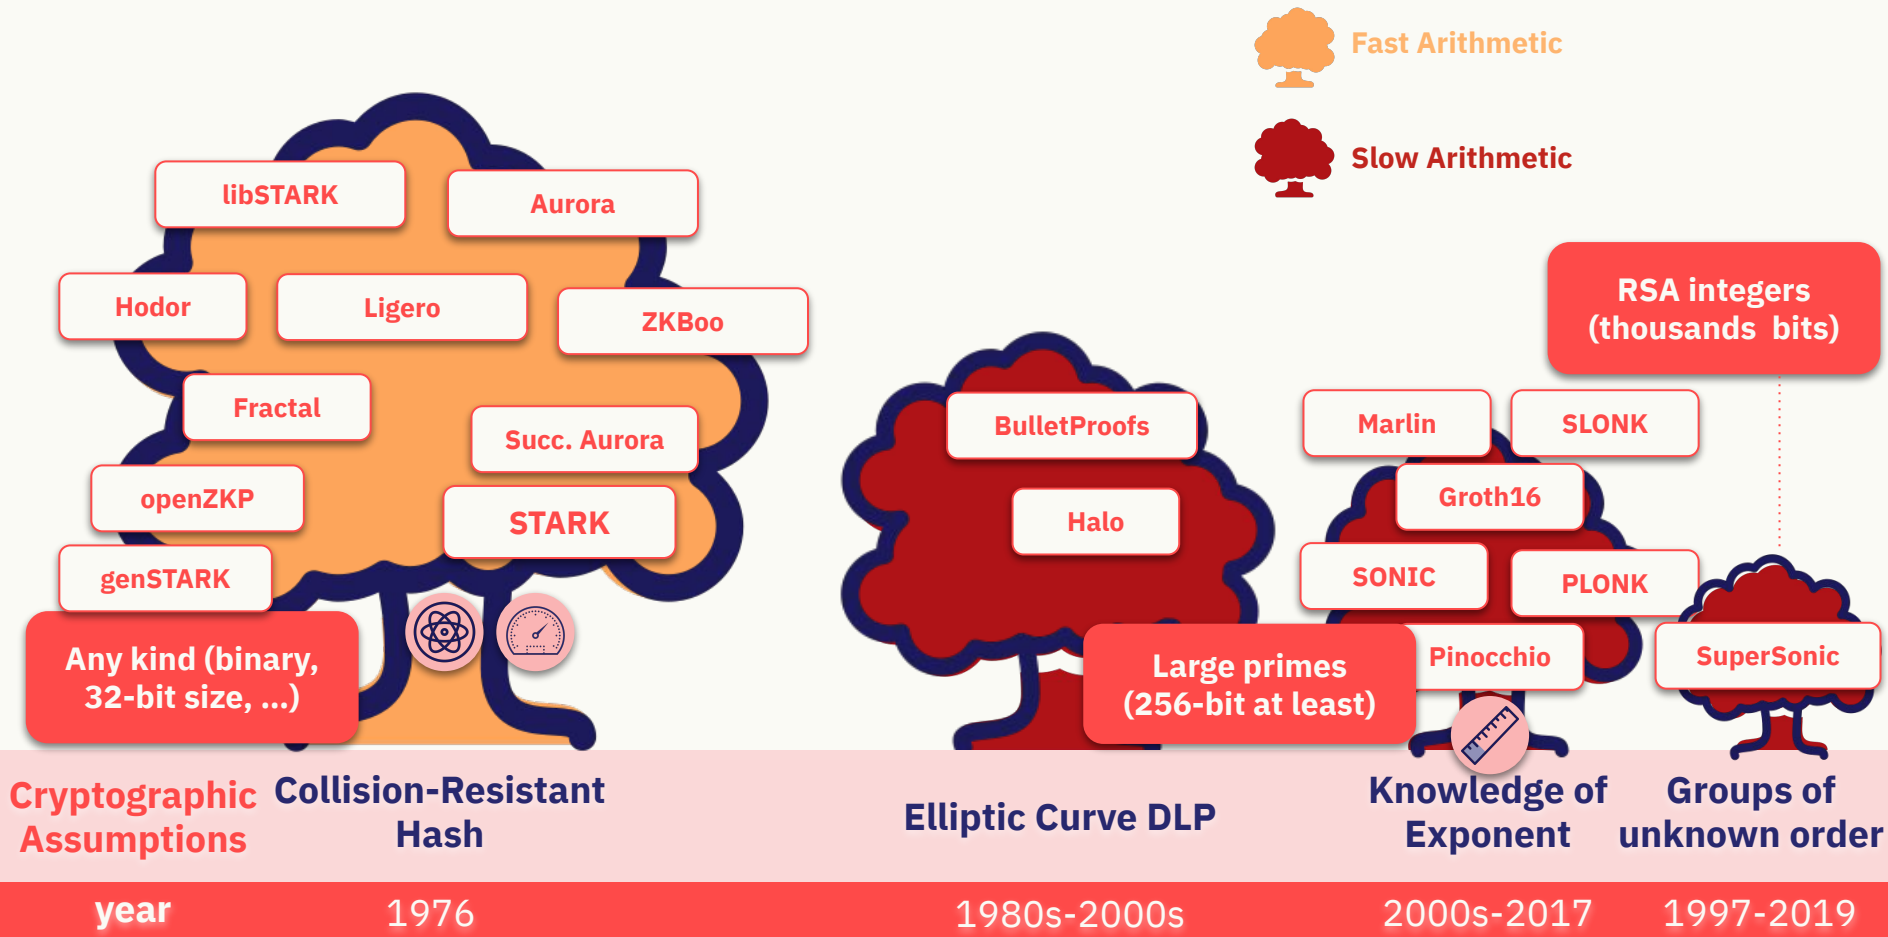 Fast Arithmetic
Slow Arithmetic
libSTARK
Aurora
Hodor
Ligero
ZKBoo
Fractal
Succ. Aurora
openZKP
STARK
genSTARK
Any kind (binary,
32-bit size, ...)
BulletProofs
Halo
Large primes
(256-bit at least)
Marlin
SLONK
Groth16
SONIC
PLONK
Pinocchio
RSA integers
(thousands bits)
SuperSonic
Cryptographic
Assumptions
Collision-Resistant
Hash
Elliptic Curve DLP
Knowledge of
Exponent
Groups of
unknown order
year
1976
1980s-2000s
2000s-2017
1997-2019